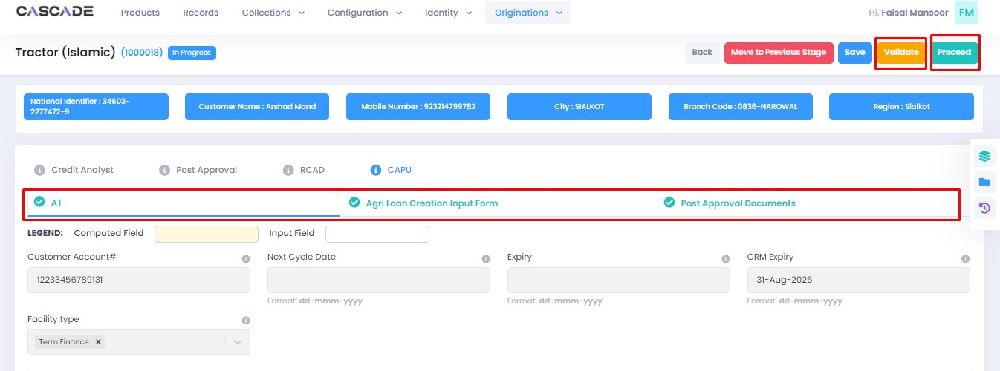 CASCADE
Products Records Collections Configuration Identity Originations
Hi, Faisal Mansoor FM
Tractor (Islamic) (1000018) In Progress
Back Move to Previous Stage Save Validate Proceed
National Identifier : 34603-
2277472-9
Customer Name : Arshad Mand
Mobile Number : 923214799782
City : SIALKOT
Branch Code : 0836-NAROWAL
Region : Sialkot
Credit Analyst Post Approval RCAD CAPU
AT Agri Loan Creation Input Form Post Approval Documents
LEGEND: Computed Field Input Field
Customer Account# Next Cycle Date Expiry CRM Expiry
12233456789131 31-Aug-2026
Format: dd-mmm-yyyy Format: dd-mmm-yyyy Format: dd-mmm-yyyy
Facility type
Term Finance